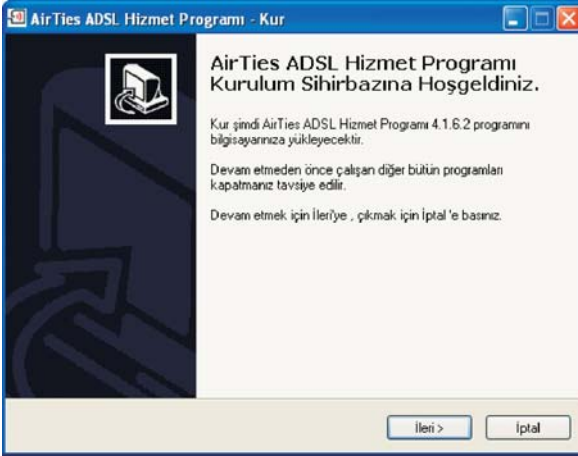 AirTies ADSL Hizmet Programı - Kur
AirTies ADSL Hizmet Programı
Kurulum Sihirbazına Hoşgeldiniz.
Kur şimdi AirTies ADSL Hizmet Programı 4.1.6.2 programını
bilgisayarınıza yükleyecektir.
Devam etmeden önce çalışan diğer bütün programları
kapatmanız tavsiye edilir.
Devam etmek için İleri'ye , çıkmak için İptal 'e basınız.
İleri >
İptal